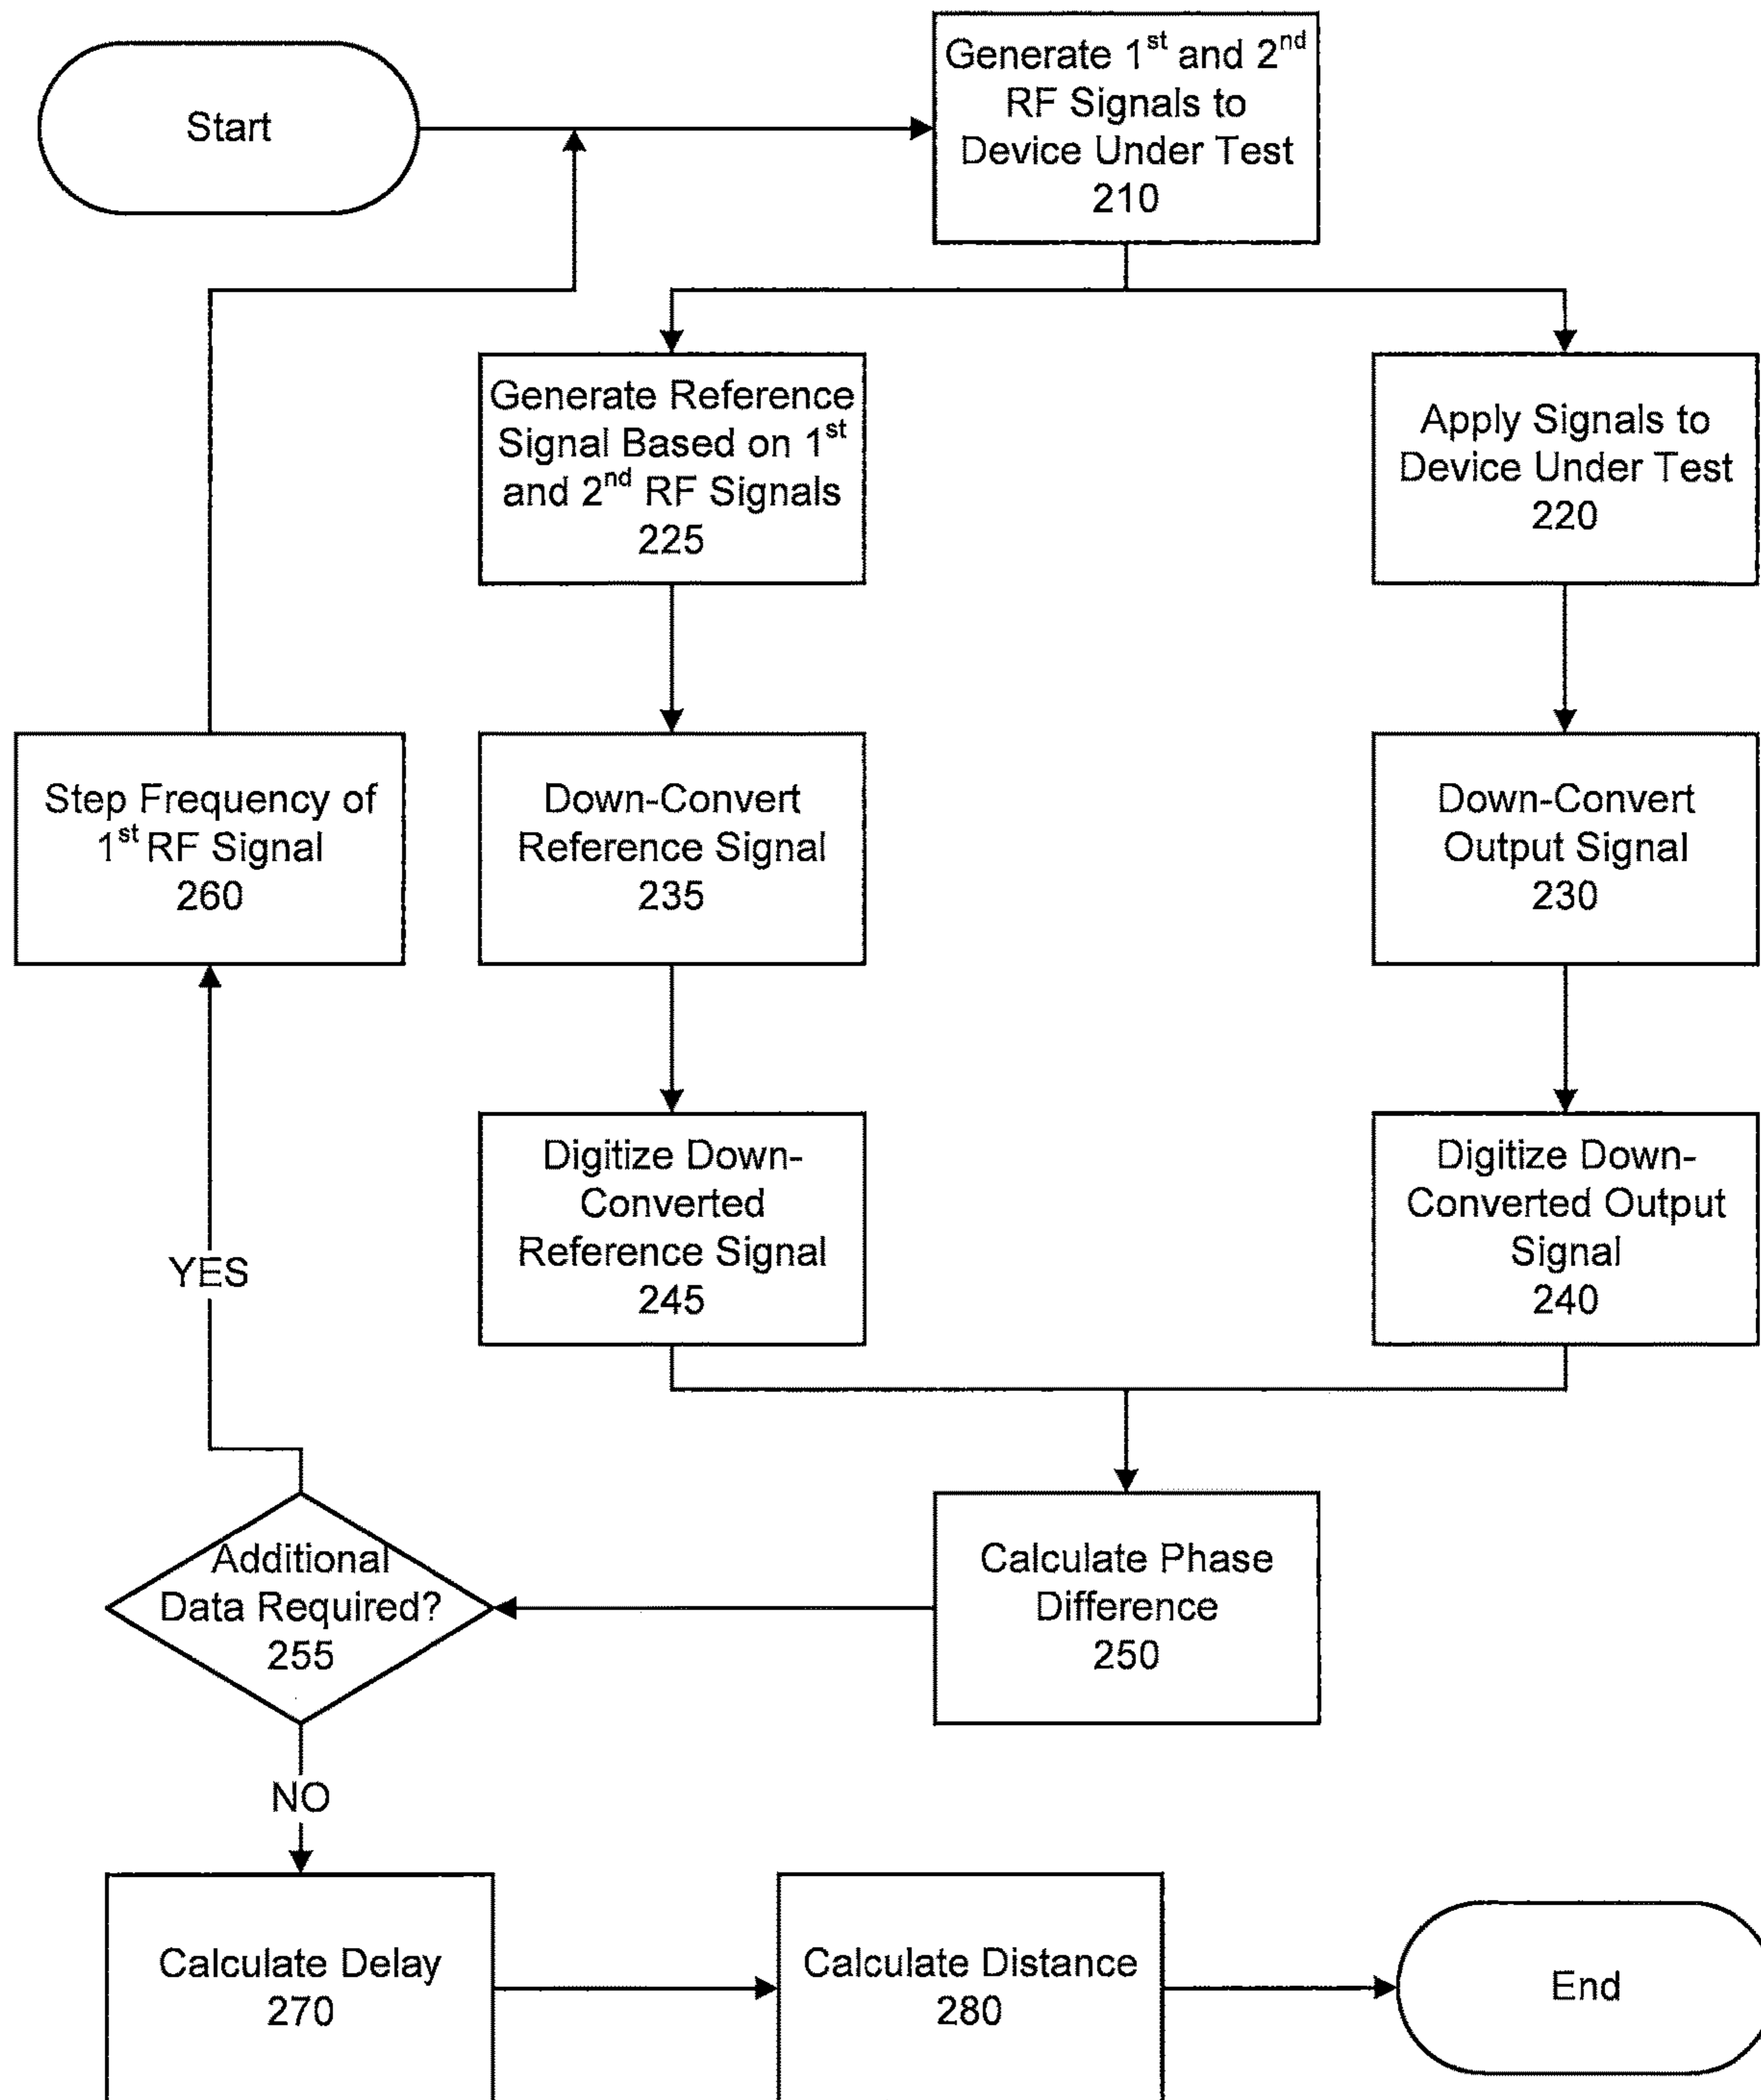 Start
Generate 1st and 2nd
RF Signals to
Device Under Test
210
Generate Reference
Signal Based on 1st
and 2nd RF Signals
225
Apply Signals to
Device Under Test
220
Step Frequency of
1st RF Signal
260
Down-Convert
Reference Signal
235
Down-Convert
Output Signal
230
Digitize Down-
Converted
Reference Signal
245
Digitize Down-
Converted Output
Signal
240
YES
Additional
Data Required?
255
Calculate Phase
Difference
250
NO
Calculate Delay
270
Calculate Distance
280
End